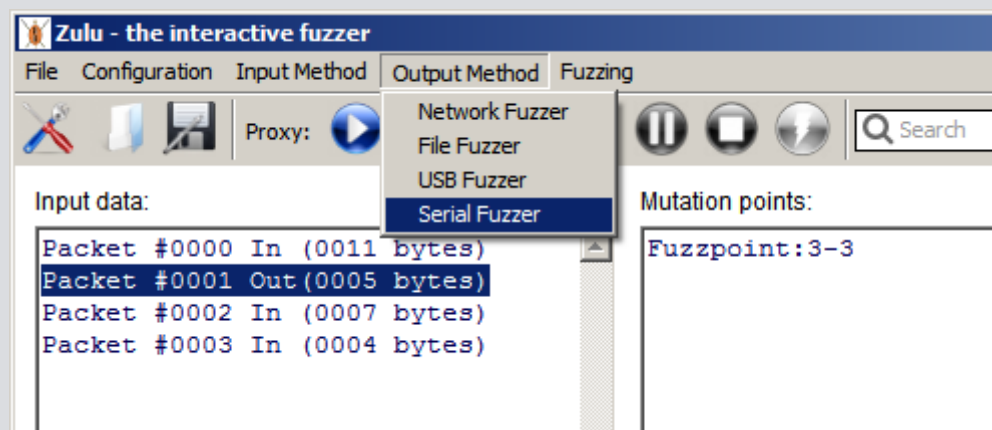 Zulu - the interactive fuzzer
File Configuration Input Method Output Method Fuzzing
Network Fuzzer
File Fuzzer
USB Fuzzer
Serial Fuzzer
Proxy:
Search
Input data:
Packet #0000 In (0011 bytes)
Packet #0001 Out(0005 bytes)
Packet #0002 In (0007 bytes)
Packet #0003 In (0004 bytes)
Mutation points:
Fuzzpoint:3-3